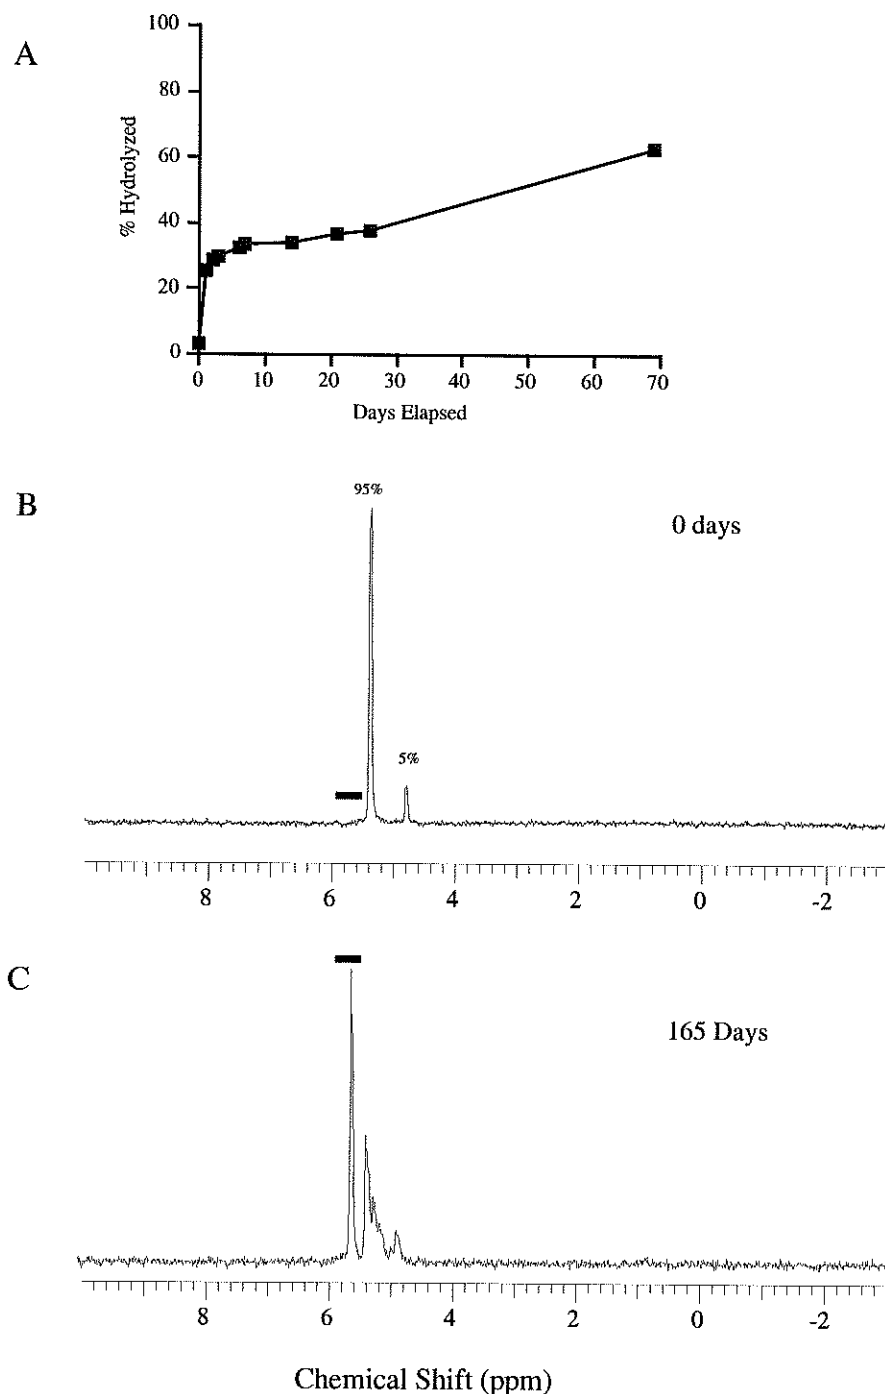 A
100
80
60
40
20
0
% Hydrolyzed
0 10 20 30 40 50 60 70
Days Elapsed
B
95%
0 days
5%
8 6 4 2 0 -2
C
165 Days
8 6 4 2 0 -2
Chemical Shift (ppm)